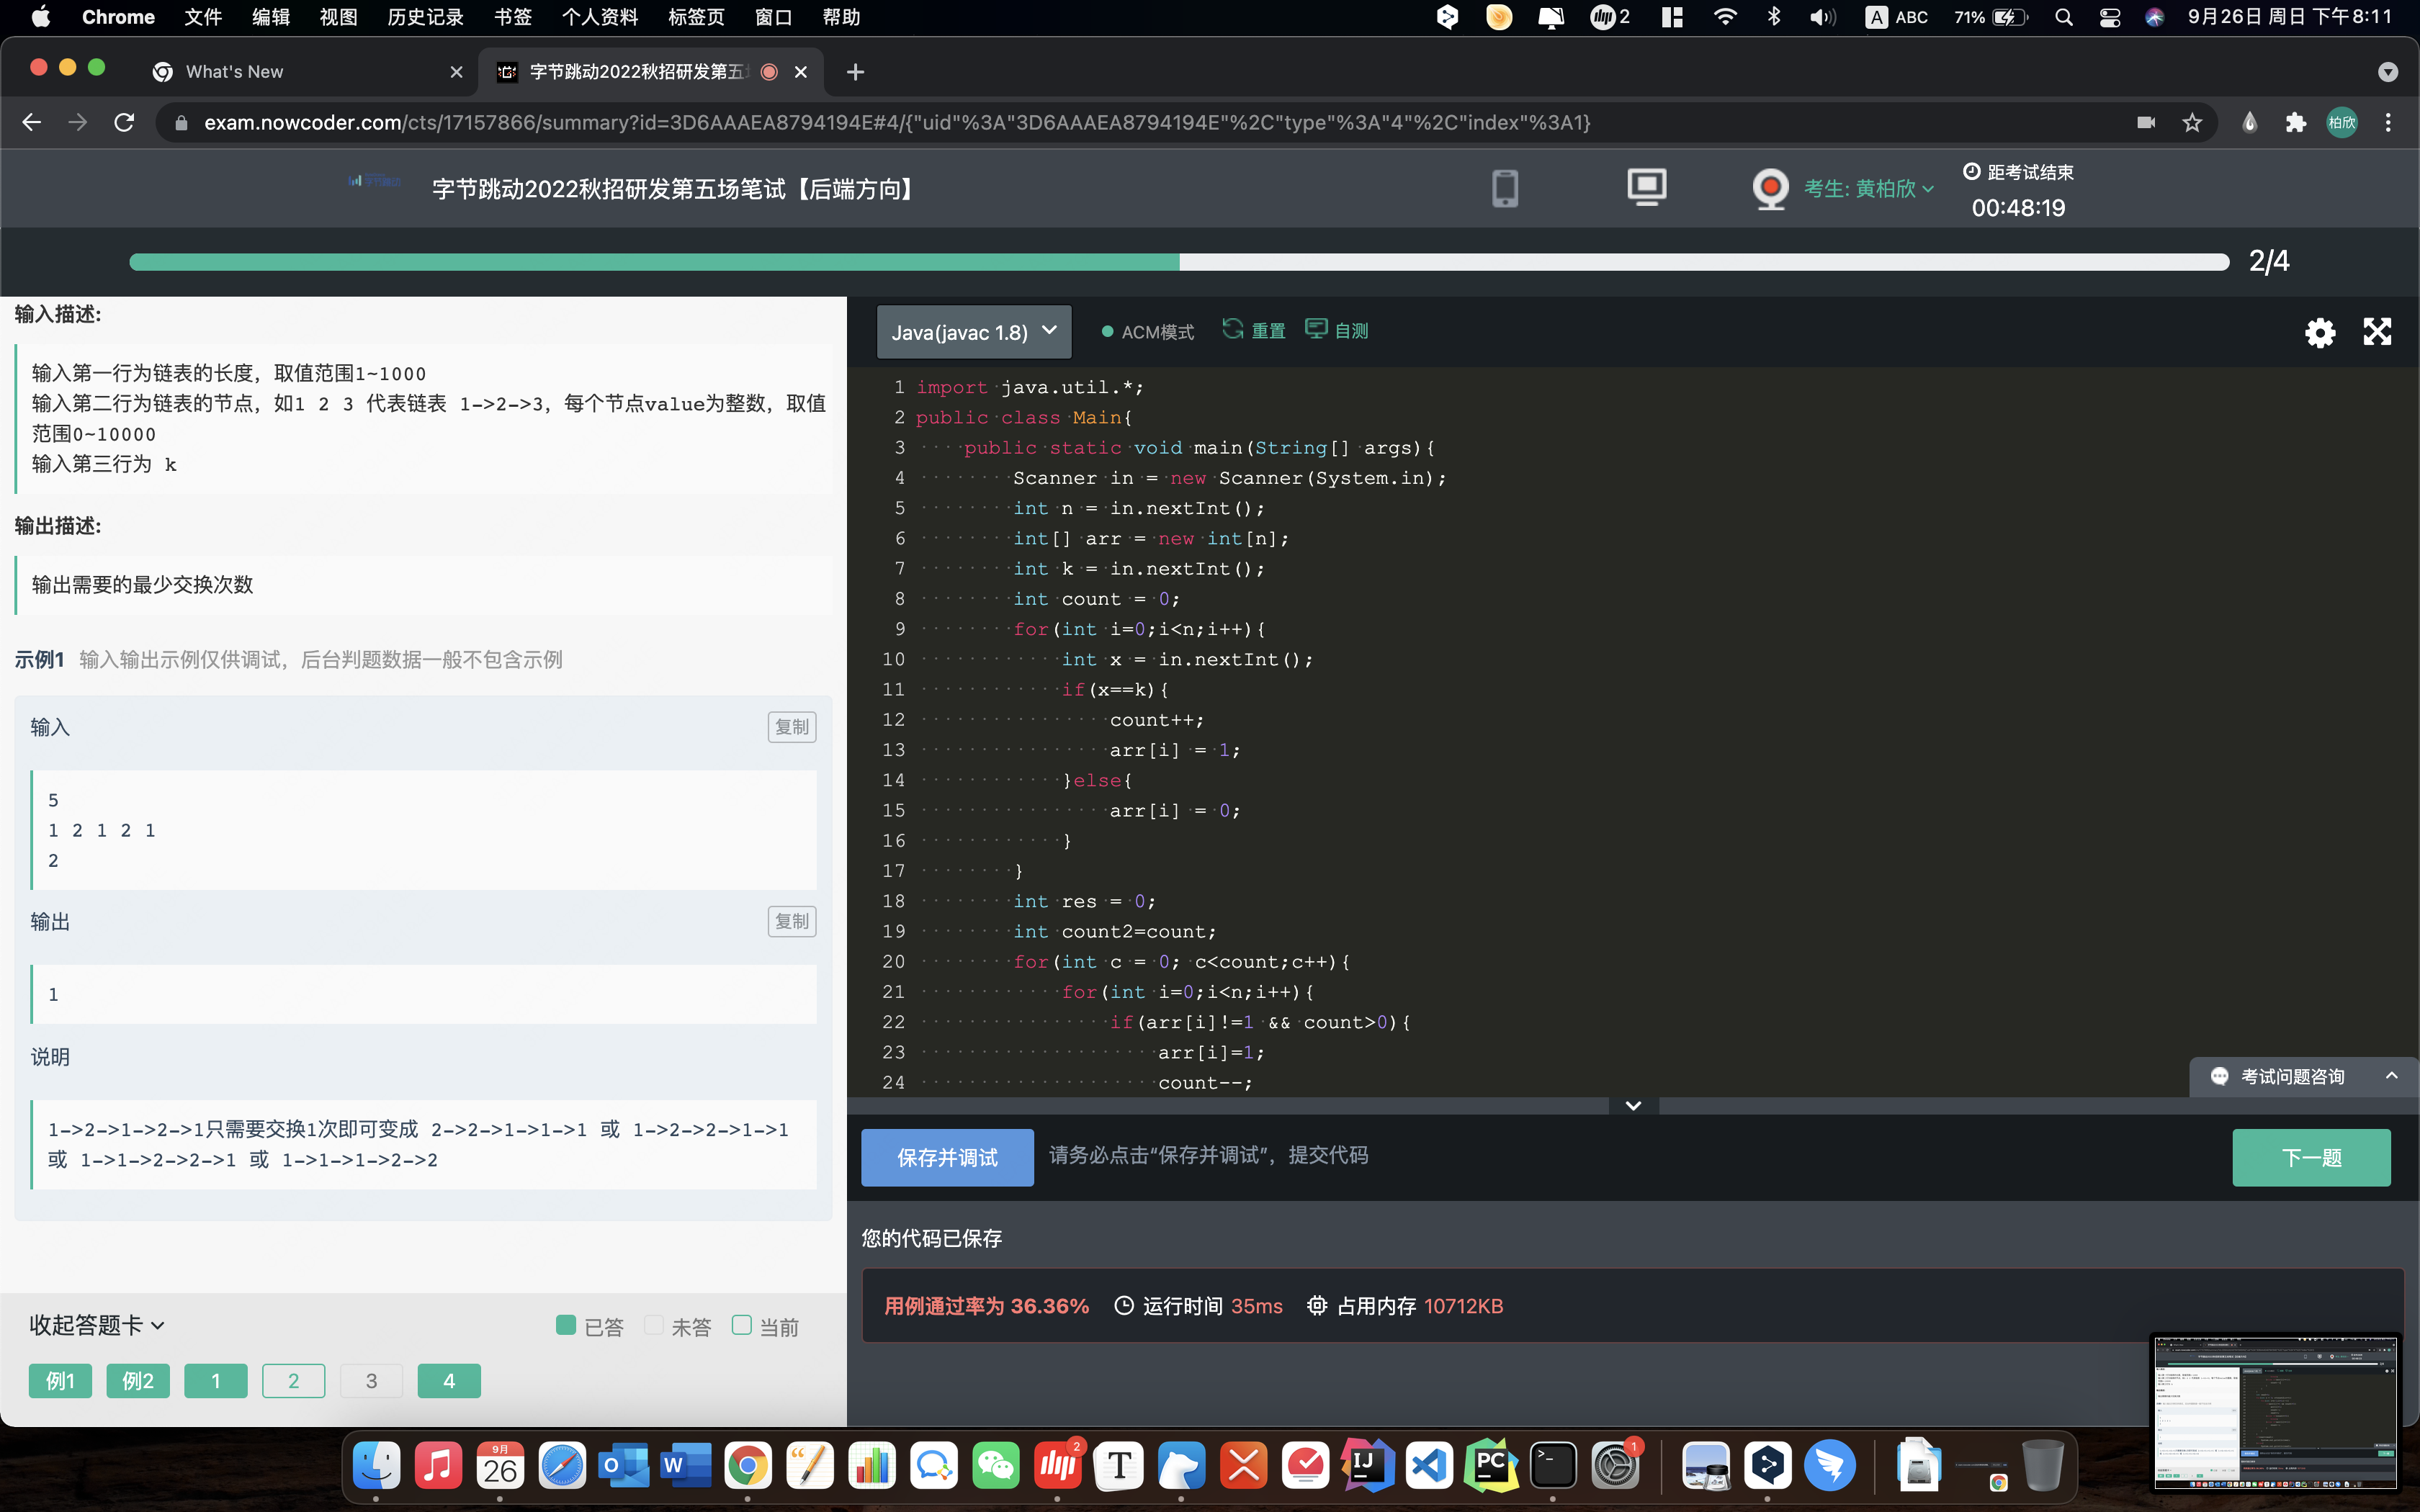 Chrome 文件 编辑 视图 历史记录 书签 个人资料 标签页 窗口 帮助 2 A ABC 71% 9月26日 周日 下午8:11
What's New 字节跳动2022秋招研发第五
exam.nowcoder.com/cts/17157866/summary?id=3D6AAAEA8794194E#4/{"uid"%3A"3D6AAAEA8794194E"%2C"type"%3A"4"%2C"index"%3A1} 柏欣
字节跳动2022秋招研发第五场笔试【后端方向】 考生: 黄柏欣 距考试结束
00:48:19
2/4
输入描述:
输入第一行为链表的长度，取值范围1~1000
输入第二行为链表的节点，如1 2 3 代表链表 1->2->3，每个节点value为整数，取值
范围0~10000
输入第三行为 k
输出描述:
输出需要的最少交换次数
示例1 输入输出示例仅供调试，后台判题数据一般不包含示例
输入 复制
5
1 2 1 2 1
2
输出 复制
1
说明
1->2->1->2->1只需要交换1次即可变成 2->2->1->1->1 或 1->2->2->1->1
或 1->1->2->2->1 或 1->1->1->2->2
收起答题卡 已答 未答 当前
例1 例2 1 2 3 4
Java(javac 1.8) ACM模式 重置 自测
1 import java.util.*;
2 public class Main{
3 public static void main(String[] args){
4 Scanner in = new Scanner(System.in);
5 int n = in.nextInt();
6 int[] arr = new int[n];
7 int k = in.nextInt();
8 int count = 0;
9 for(int i=0;i<n;i++){
10 int x = in.nextInt();
11 if(x==k){
12 count++;
13 arr[i] = 1;
14 }else{
15 arr[i] = 0;
16 }
17 }
18 int res = 0;
19 int count2=count;
20 for(int c = 0; c<count;c++){
21 for(int i=0;i<n;i++){
22 if(arr[i]!=1 && count>0){
23 arr[i]=1;
24 count--;
考试问题咨询
保存并调试 请务必点击“保存并调试”，提交代码 下一题
您的代码已保存
用例通过率为 36.36% 运行时间 35ms 占用内存 10712KB
9月
26
O
W
2
T
IJ
PC
>_
1